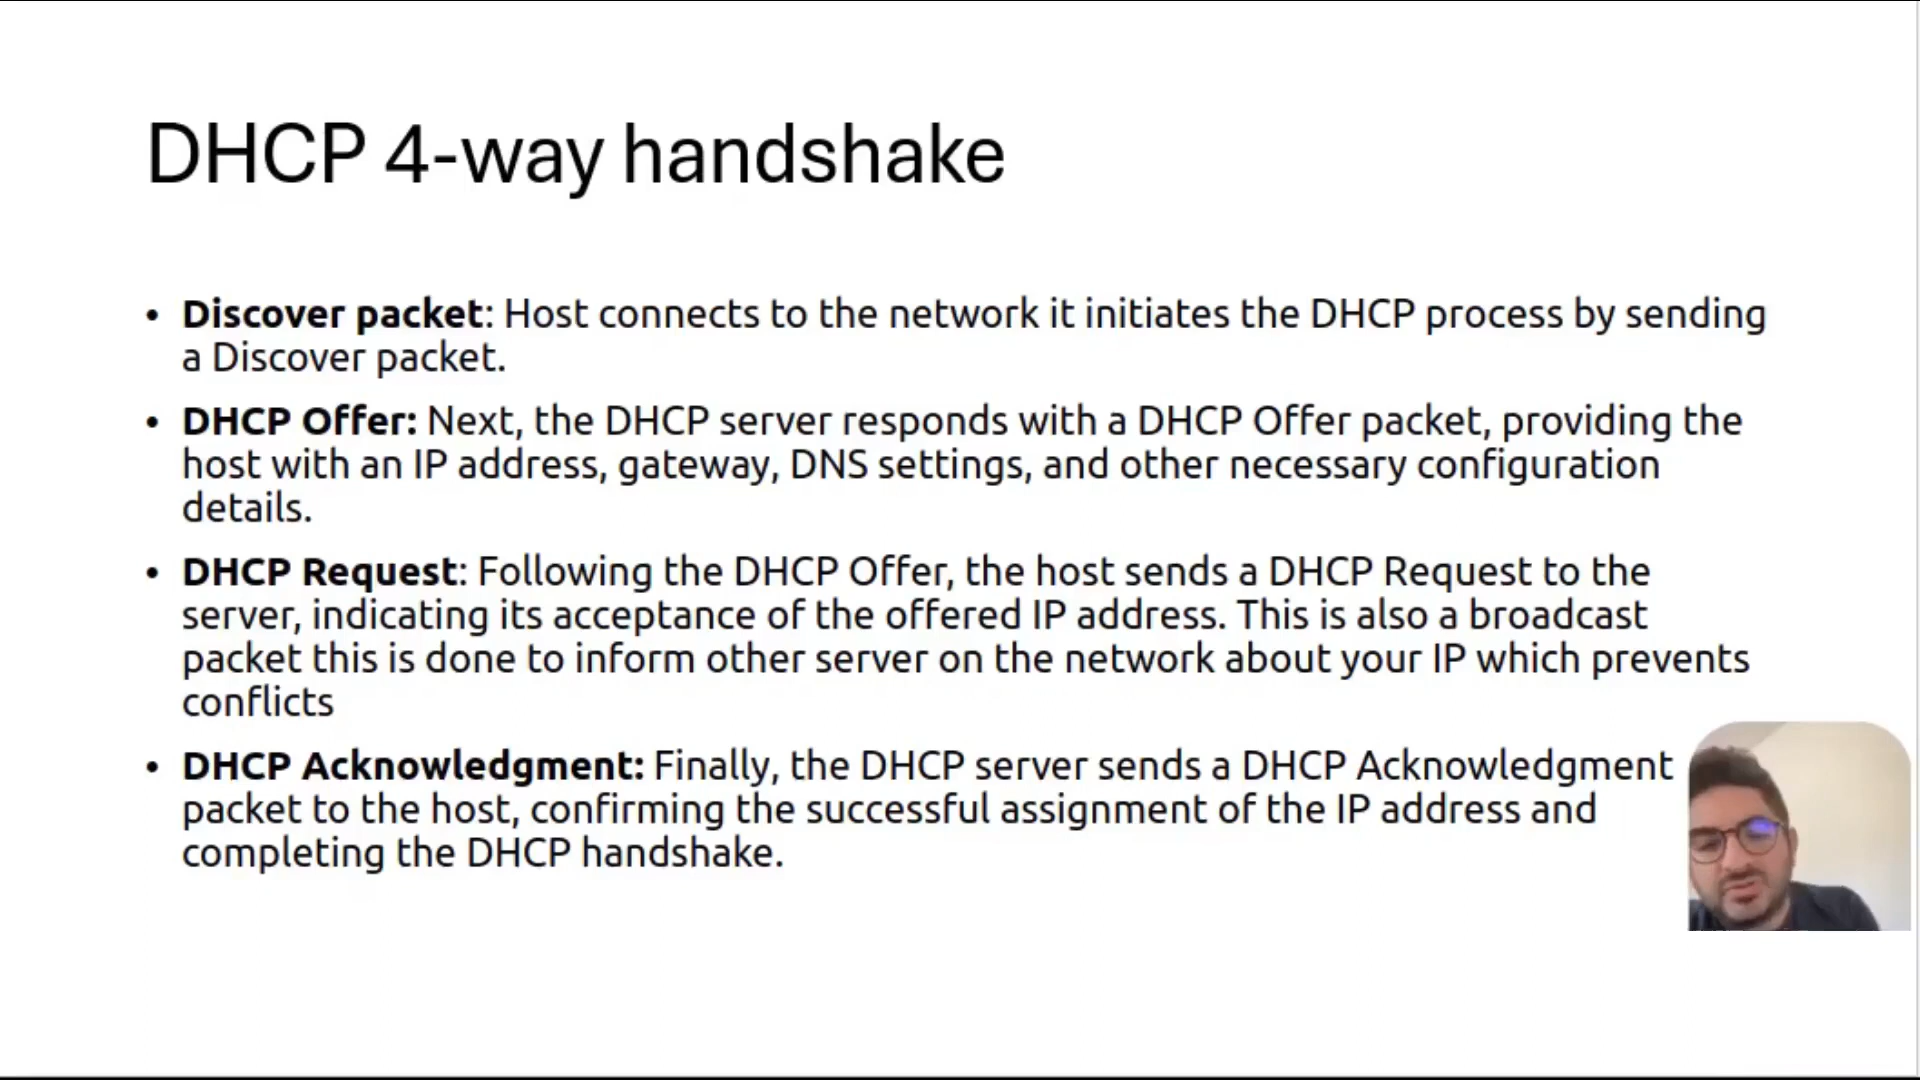 DHCP 4-way handshake
• Discover packet: Host connects to the network it initiates the DHCP process by sending
a Discover packet.
• DHCP Offer: Next, the DHCP server responds with a DHCP Offer packet, providing the
host with an IP address, gateway, DNS settings, and other necessary configuration
details.
• DHCP Request: Following the DHCP Offer, the host sends a DHCP Request to the
server, indicating its acceptance of the offered IP address. This is also a broadcast
packet this is done to inform other server on the network about your IP which prevents
conflicts
• DHCP Acknowledgment: Finally, the DHCP server sends a DHCP Acknowledgment
packet to the host, confirming the successful assignment of the IP address and
completing the DHCP handshake.